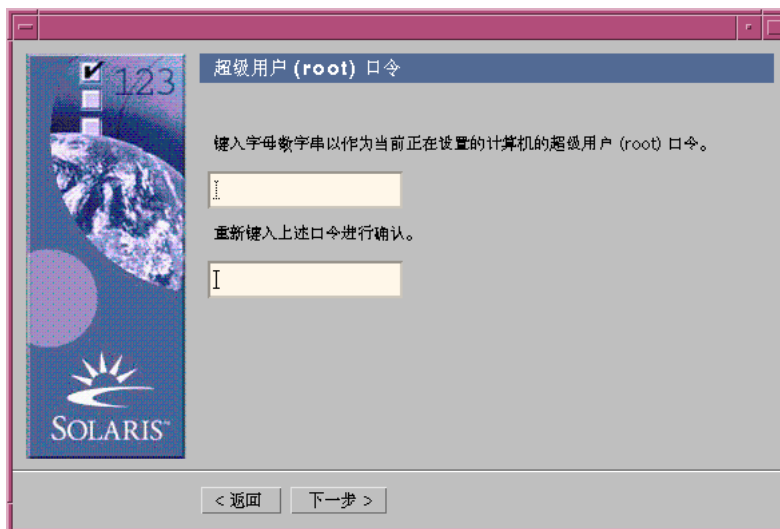 123
超级用户 (root) 口令
键入字母数字串以作为当前正在设置的计算机的超级用户 (root) 口令。
重新键入上述口令进行确认。
SOLARIS™
< 返回
下一步 >